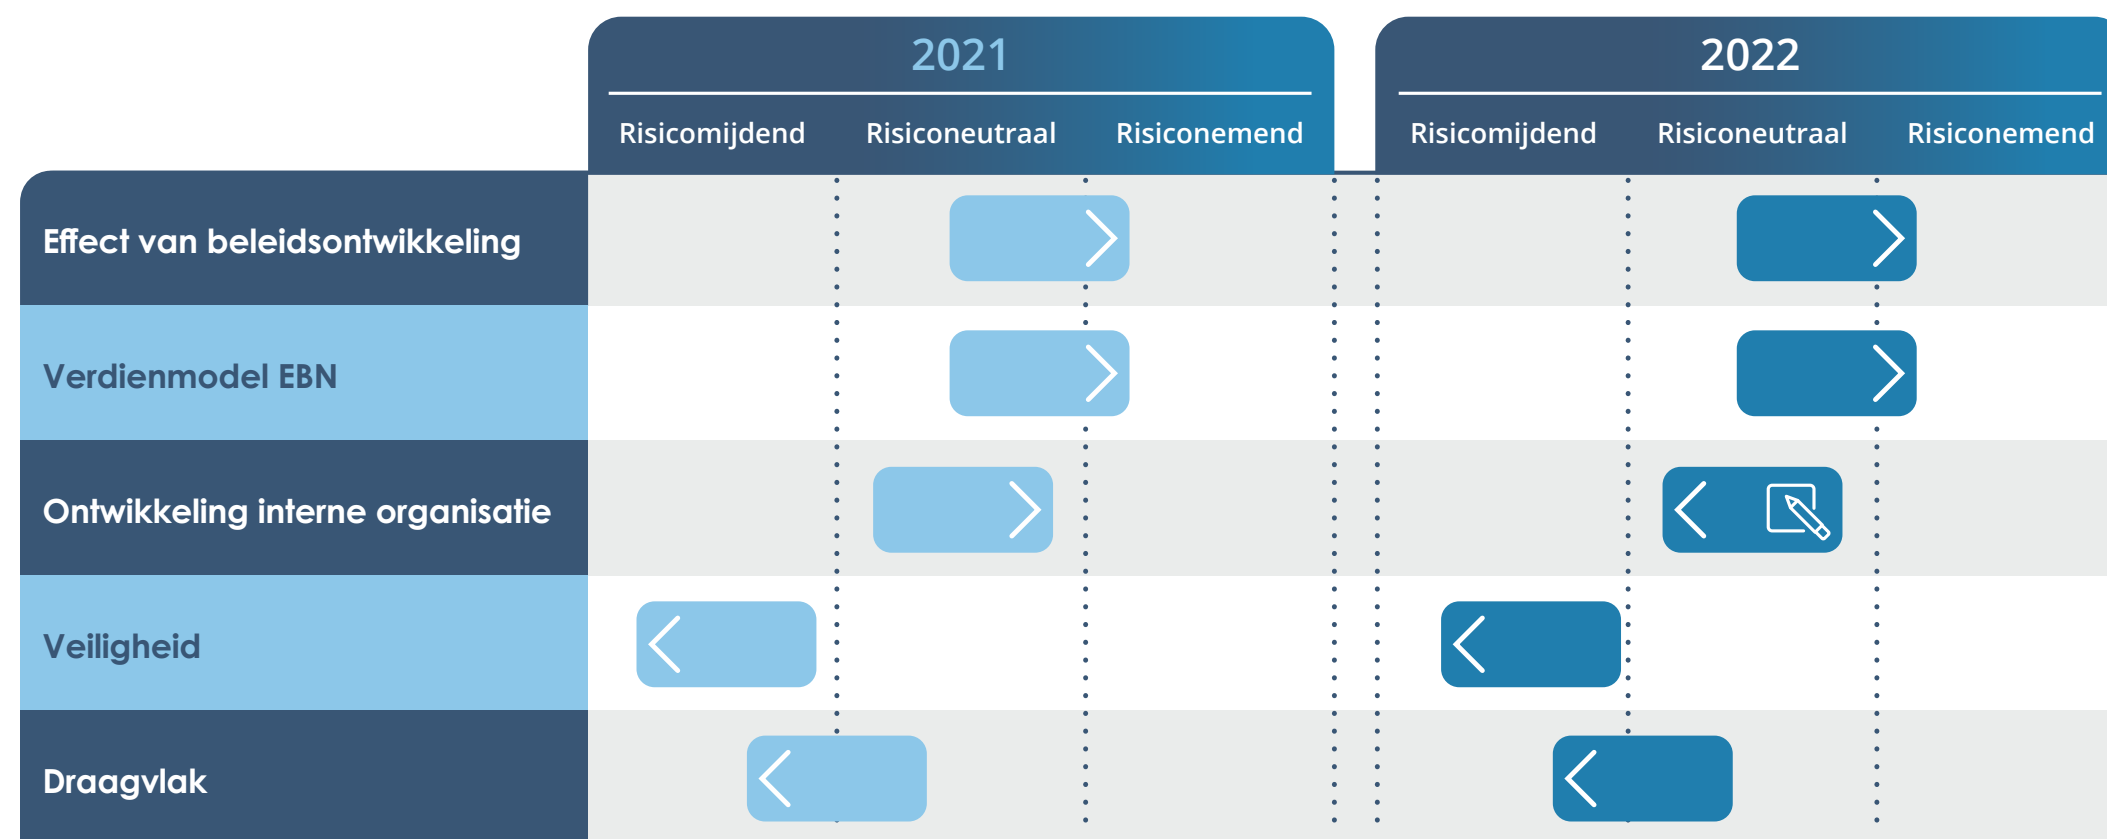 2021
2022
Risicomijdend Risiconeutraal Risiconemend
Risicomijdend Risiconeutraal Risiconemend
Effect van beleidsontwikkeling
Verdienmodel EBN
Ontwikkeling interne organisatie
Veiligheid
Draagvlak